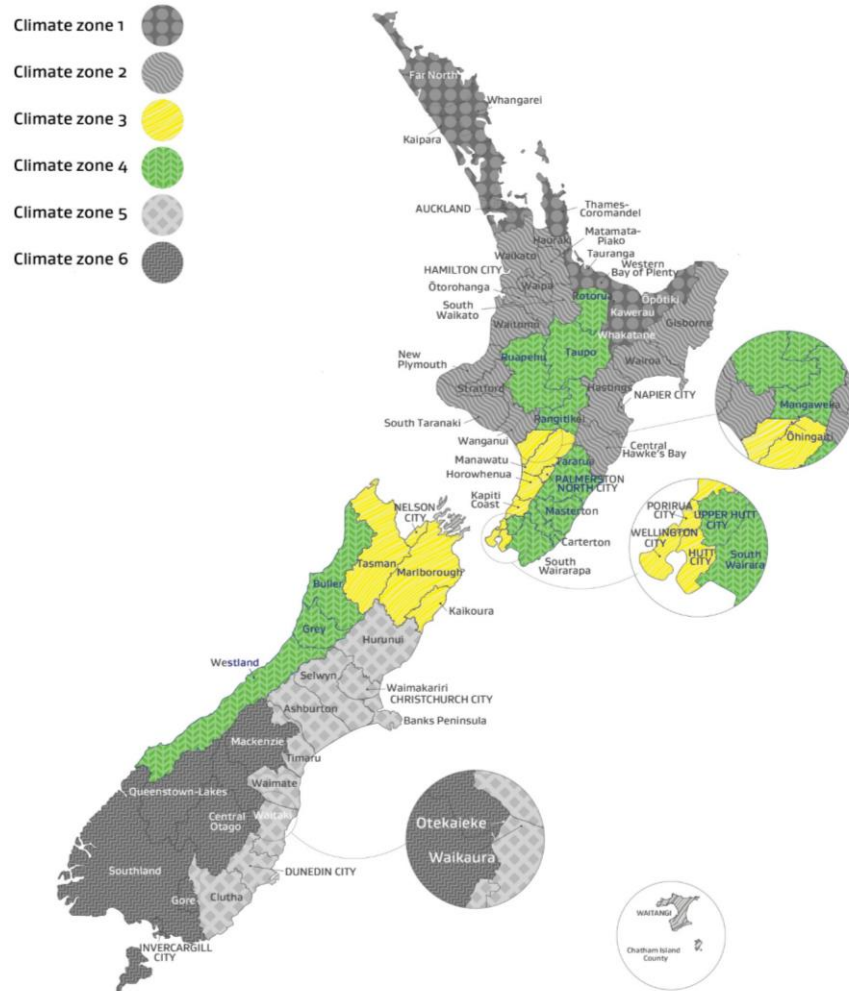 Climate zone 1
Climate zone 2
Climate zone 3
Climate zone 4
Climate zone 5
Climate zone 6
Far North
Whangarei
Kaipara
AUCKLAND
Thames-
Coromandel
Hauraki
Matamata-
Piako
Waikato
Tauranga
Western
Bay of Plenty
HAMILTON CITY
Waipa
Ōtorohanga
Rotorua
Ōpōtiki
South
Waikato
Kawerau
Gisborne
Waitomo
Whakatane
Taupo
New
Plymouth
Ruapehu
Wairoa
Stratford
Hastings
NAPIER CITY
Rangitikei
South Taranaki
Wanganui
Central
Hawke's Bay
Manawatu
Tararua
Horowhenua
PALMERSTON
NORTH CITY
Kapiti
Coast
Masterton
Carterton
South
Wairarapa
Mangaweka
Ōhingaiti
PORIRUA
CITY
UPPER HUTT
CITY
WELLINGTON
CITY
HUTT
CITY
South
Wairara
NELSON
CITY
Tasman
Marlborough
Buller
Kaikoura
Grey
Hurunui
Westland
Selwyn
Waimakariri
CHRISTCHURCH CITY
Ashburton
Banks Peninsula
Mackenzie
Timaru
Waimate
Queenstown-Lakes
Waitaki
Central
Otago
Otekaieke
Waikaura
Southland
DUNEDIN CITY
Clutha
Gore
INVERCARGILL
CITY
WAITANGI
Chatham Island
County